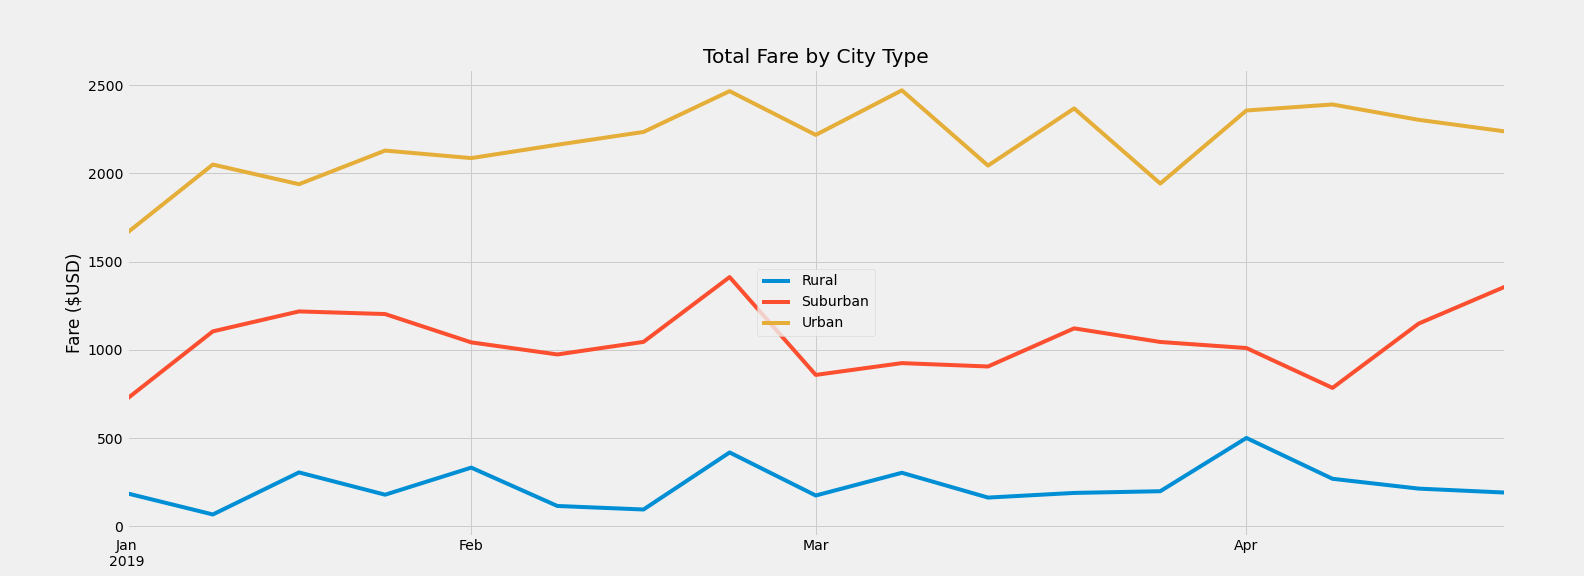 Total Fare by City Type
Fare ($USD)
2500
2000
1500
1000
500
0
Rural
Suburban
Urban
Jan
2019
Feb
Mar
Apr